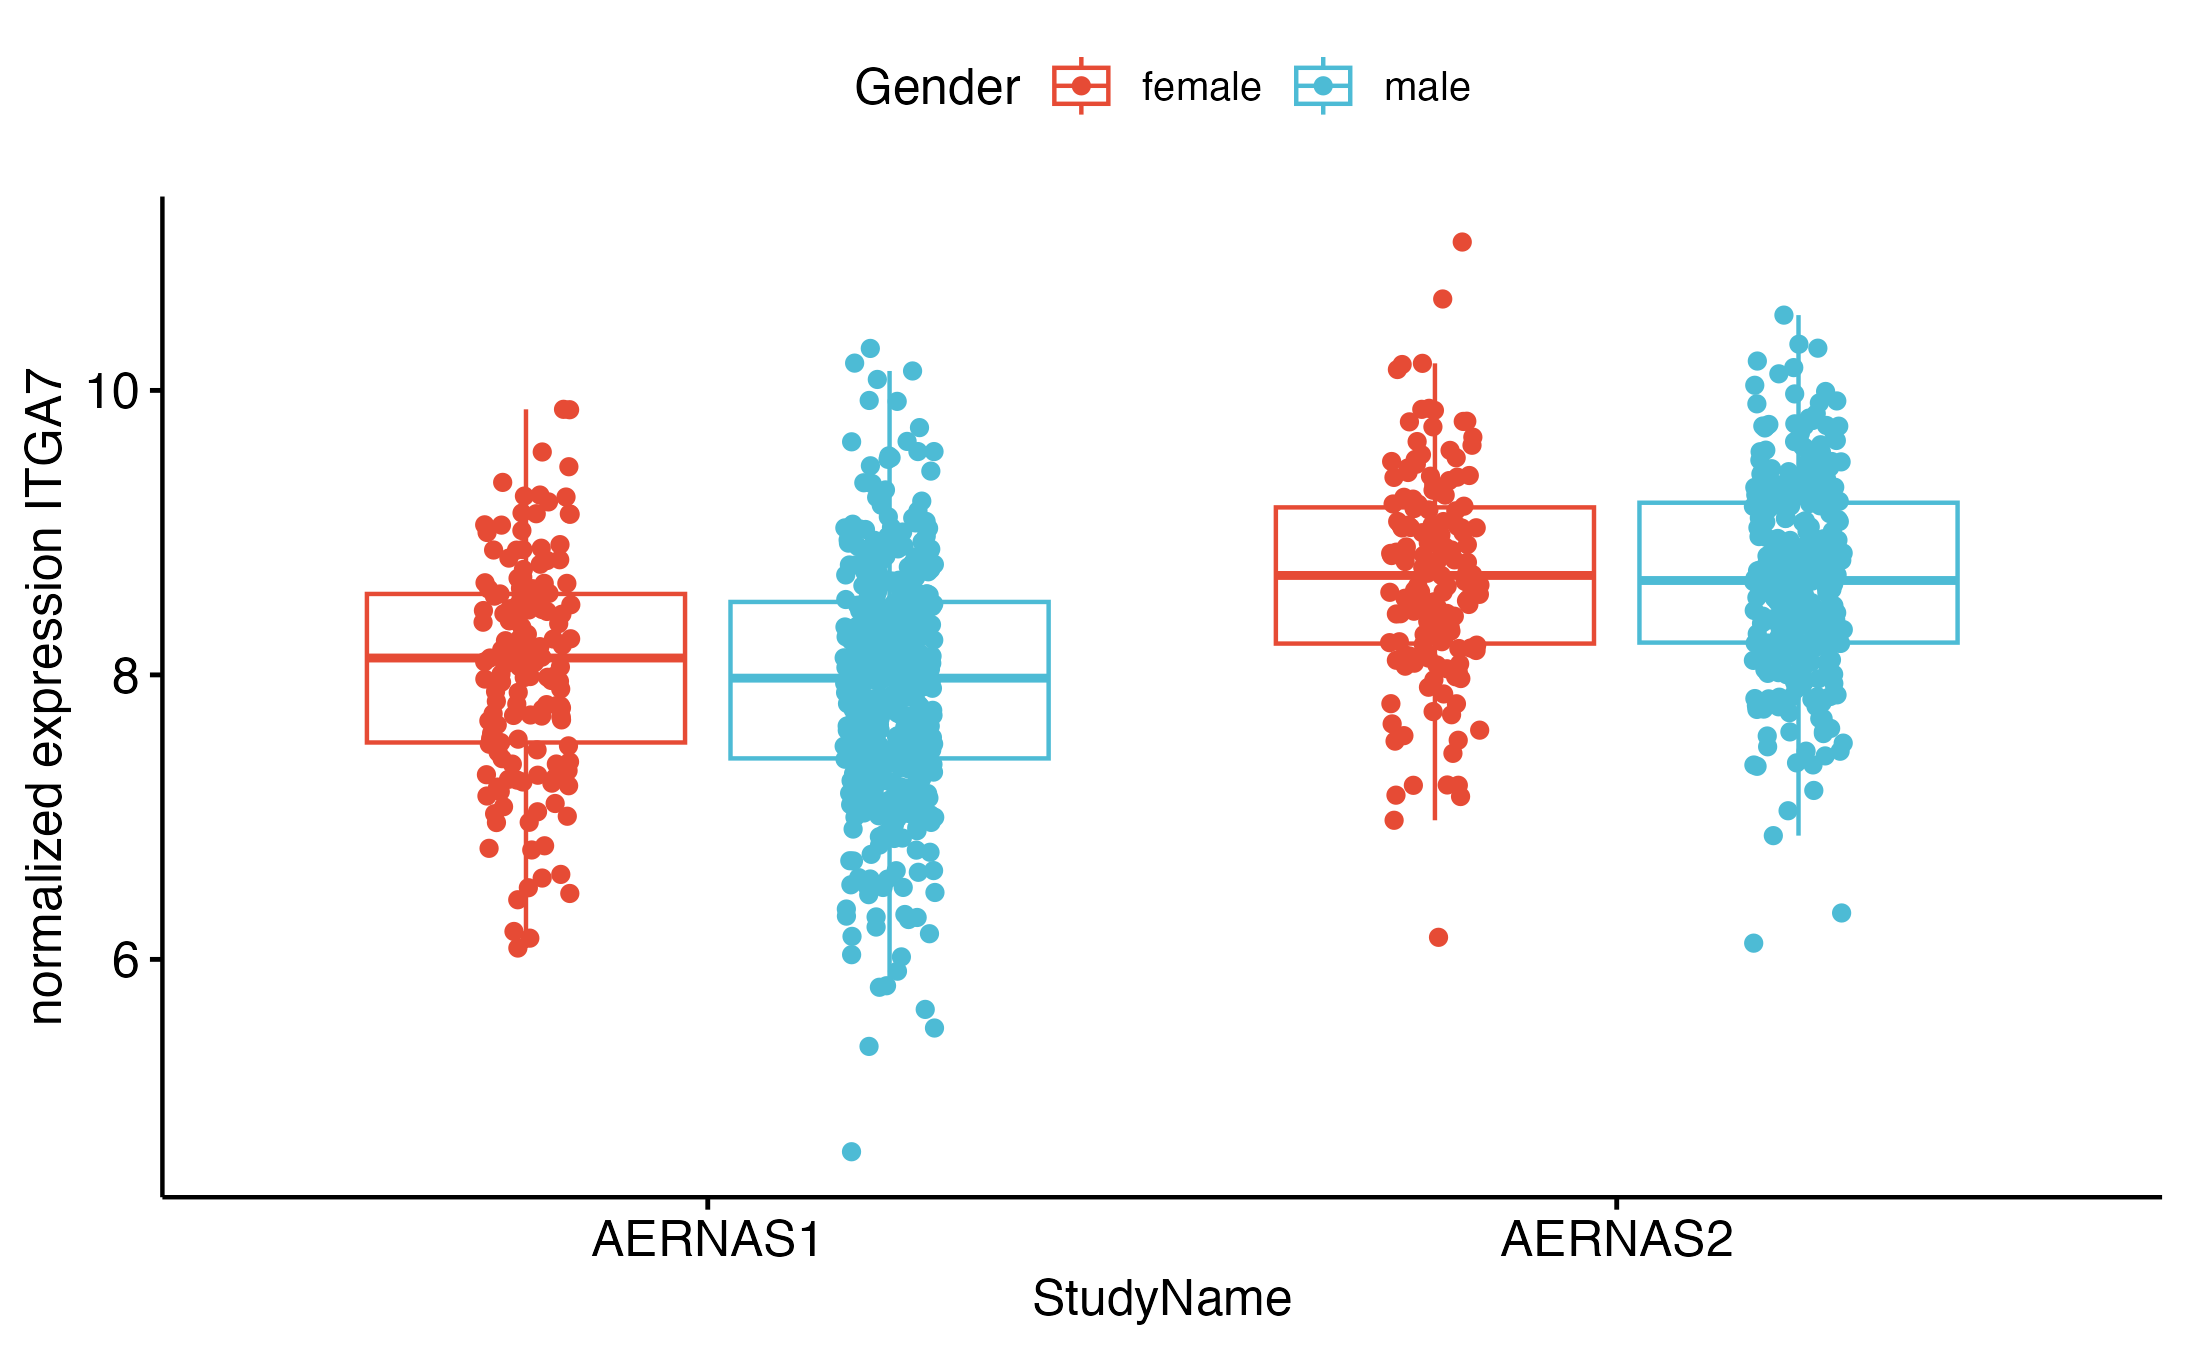 Gender female male
normalized expression ITGA7
10
8
6
AERNAS1 AERNAS2
StudyName